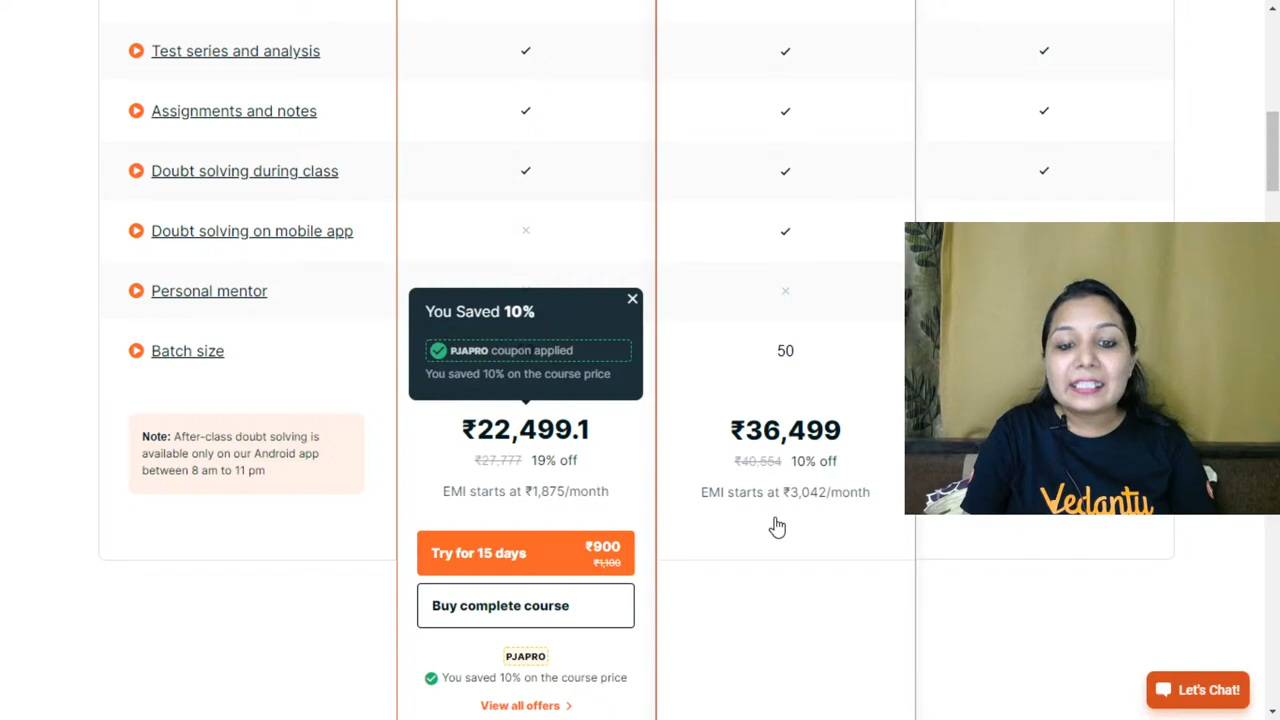 Test series and analysis
Assignments and notes
Doubt solving during class
Doubt solving on mobile app
Personal mentor
You Saved 10%
PJAPRO coupon applied
You saved 10% on the course price
Batch size
50
Note: After-class doubt solving is
available only on our Android app
between 8 am to 11 pm
₹22,499.1
₹27,777 19% off
EMI starts at ₹1,875/month
₹36,499
₹40,554 10% off
EMI starts at ₹3,042/month
Try for 15 days ₹900
₹1,100
Buy complete course
PJAPRO
You saved 10% on the course price
View all offers >
Vedantu
Let's Chat!